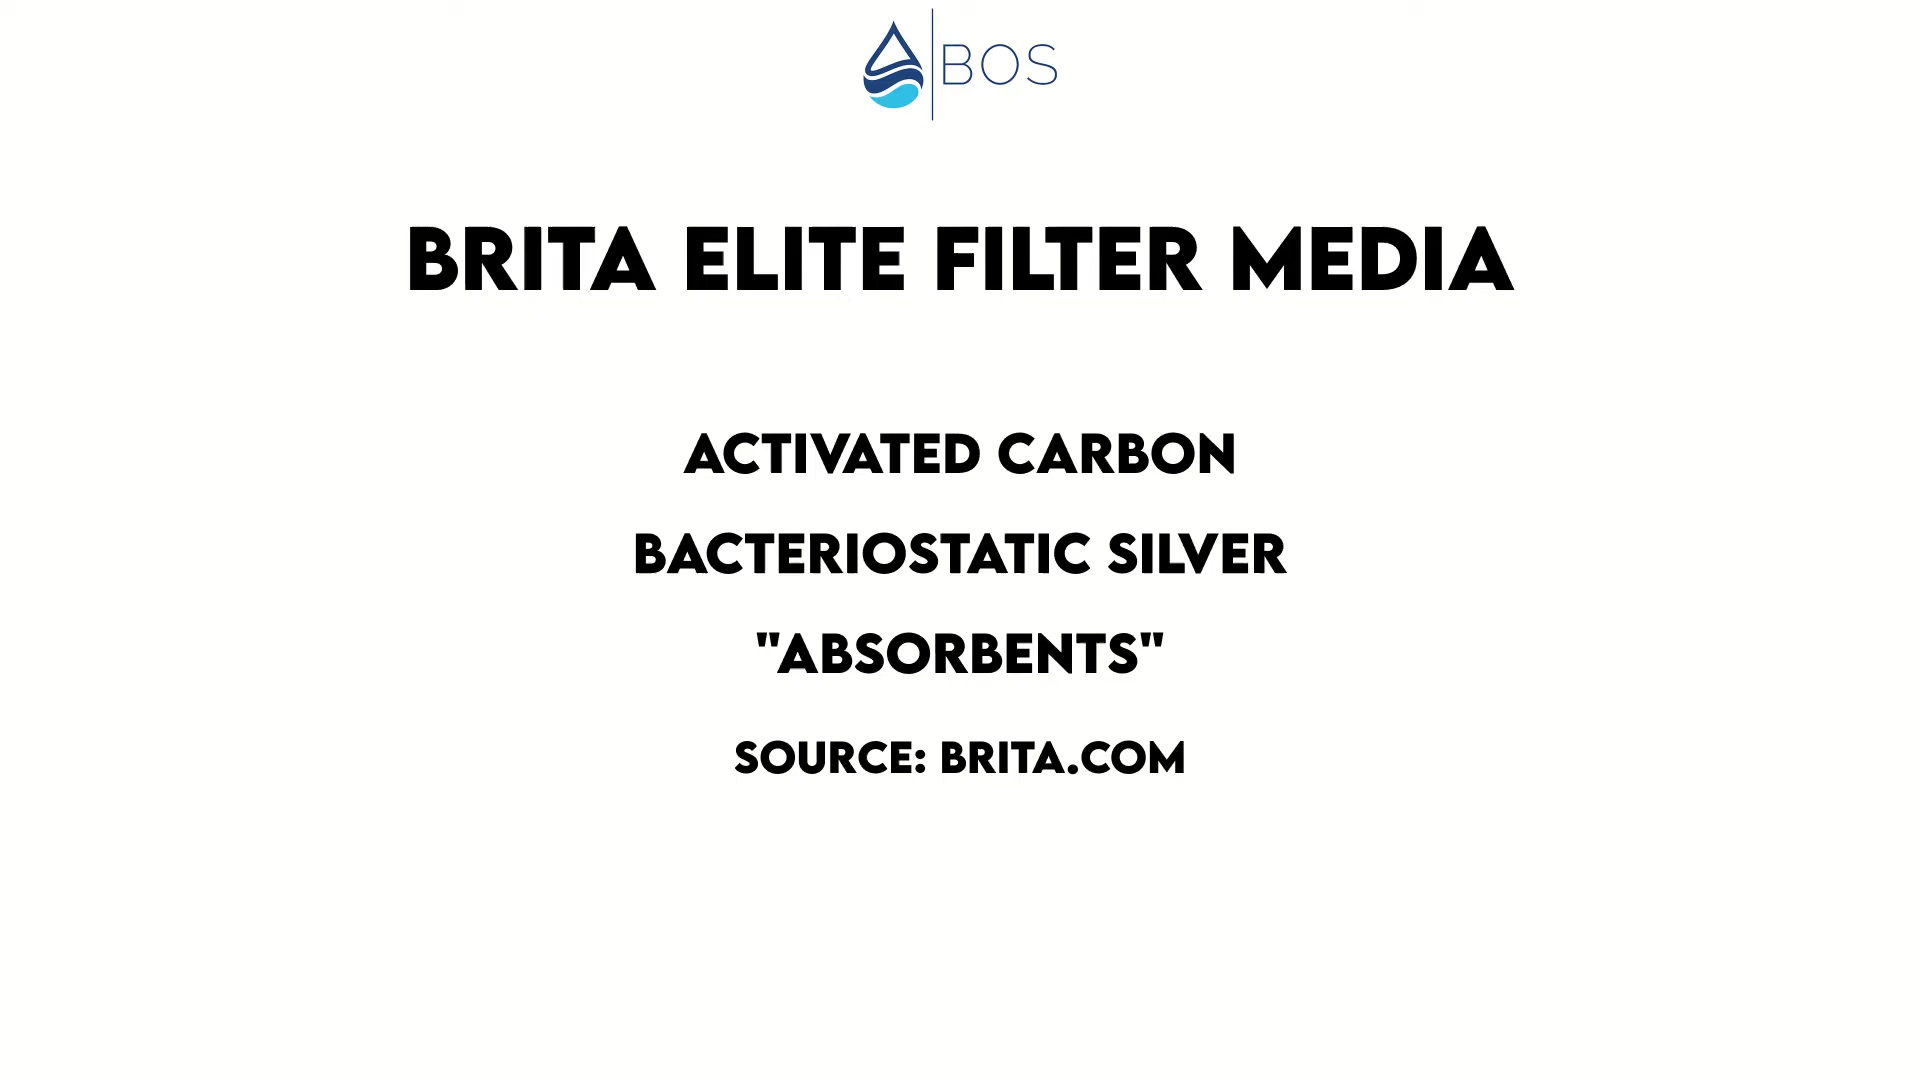 BOS
BRITA ELITE FILTER MEDIA
ACTIVATED CARBON
BACTERIOSTATIC SILVER
"ABSORBENTS"
SOURCE: BRITA.COM